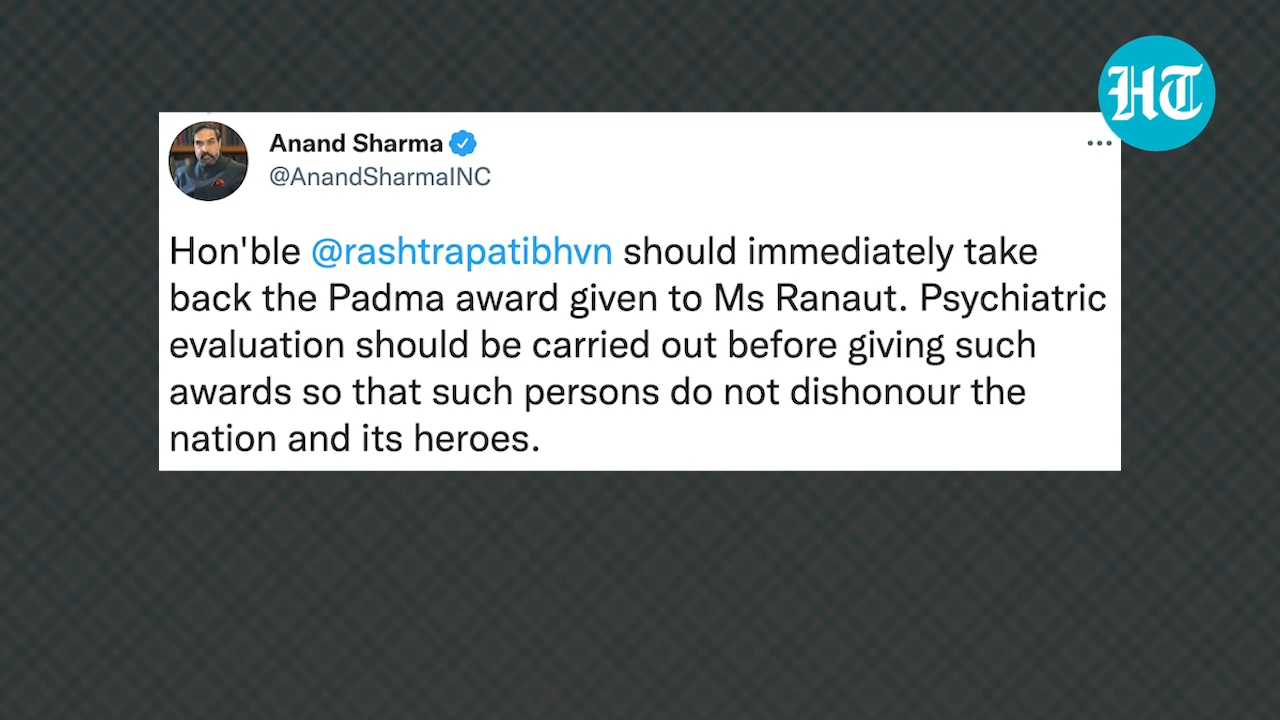 HT
Anand Sharma
@AnandSharmaINC
Hon'ble @rashtrapatibhvn should immediately take
back the Padma award given to Ms Ranaut. Psychiatric
evaluation should be carried out before giving such
awards so that such persons do not dishonour the
nation and its heroes.